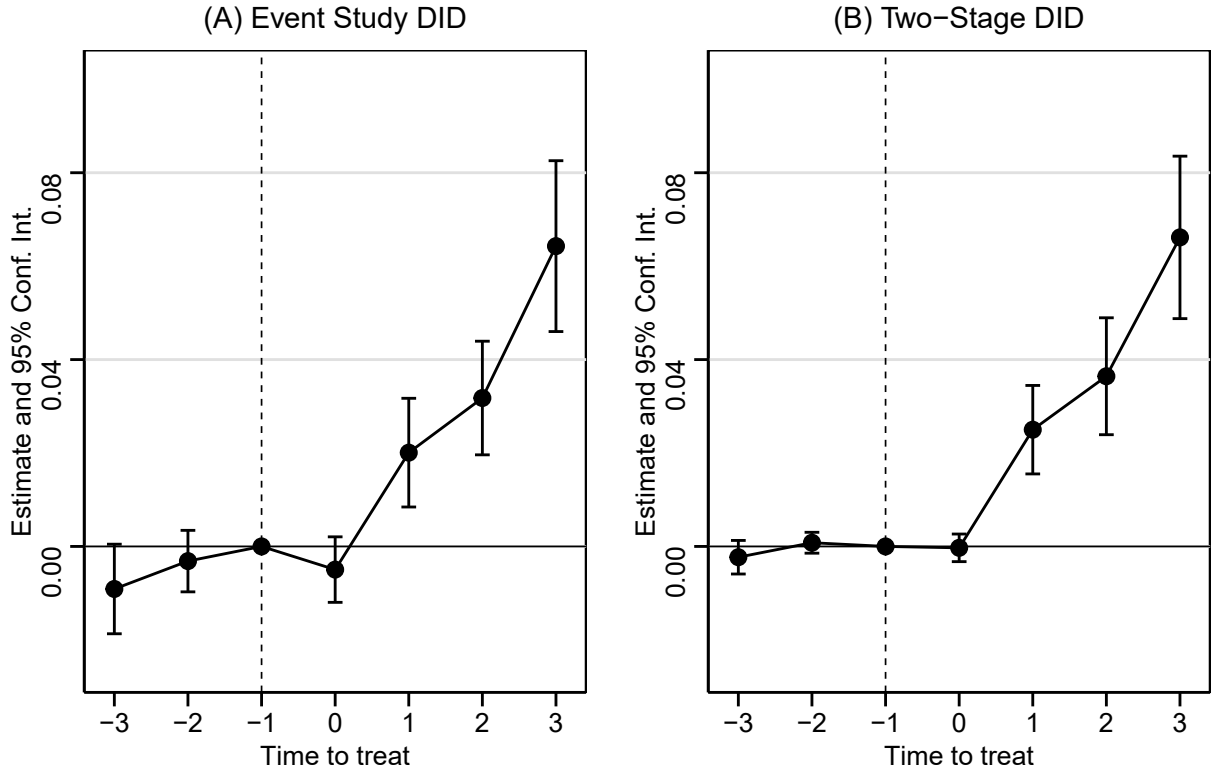 (A) Event Study DID
Estimate and 95% Conf. Int.
0.08
0.04
0.00
−3 −2 −1 0 1 2 3
Time to treat
(B) Two−Stage DID
Estimate and 95% Conf. Int.
0.08
0.04
0.00
−3 −2 −1 0 1 2 3
Time to treat